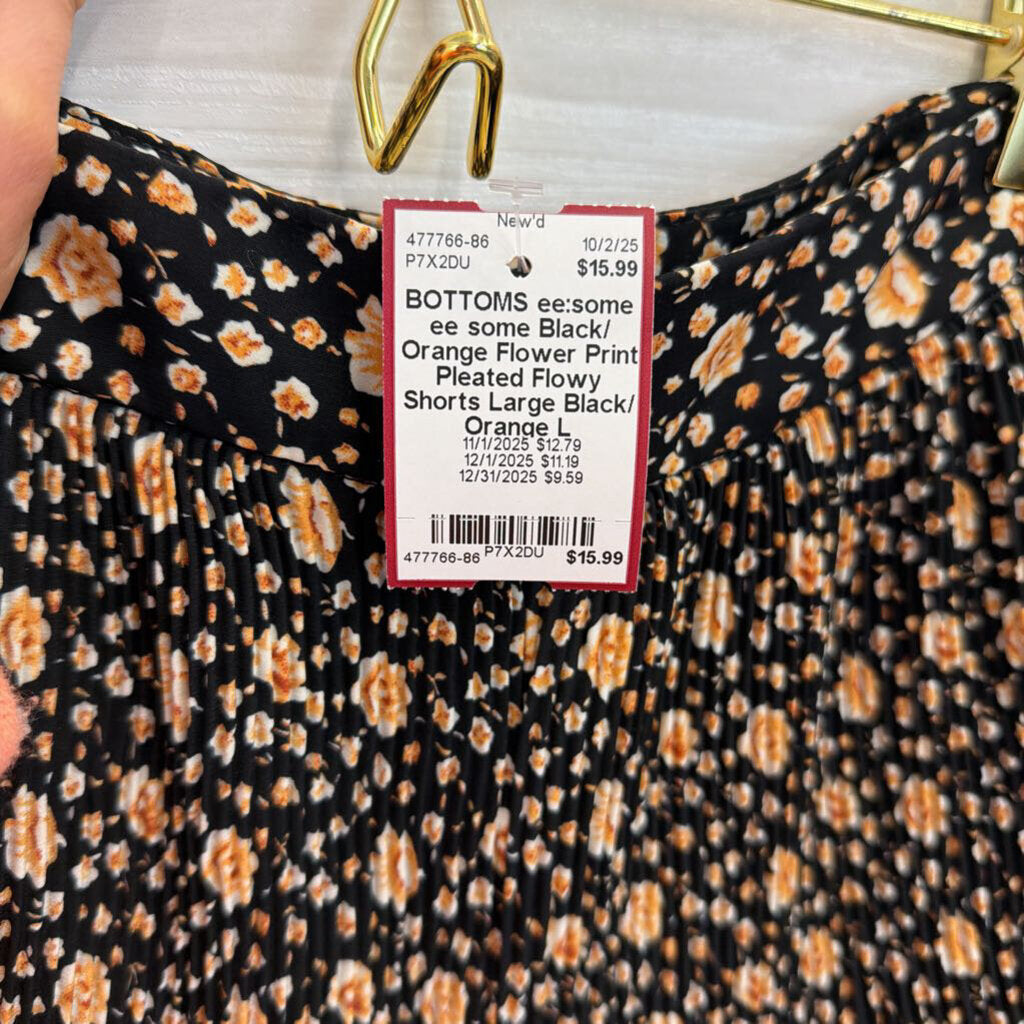 New'd
477766-86 10/2/25
P7X2DU $15.99
BOTTOMS ee:some
ee some Black/
Orange Flower Print
Pleated Flowy
Shorts Large Black/
Orange L
11/1/2025 $12.79
12/1/2025 $11.19
12/31/2025 $9.59
477766-86 P7X2DU $15.99